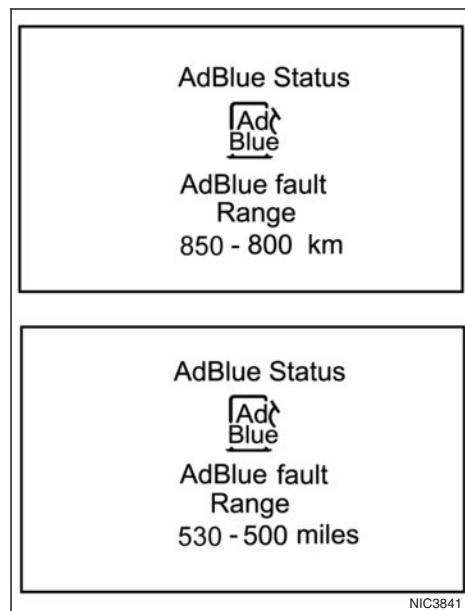 AdBlue Status
Ad
Blue
AdBlue fault
Range
850 - 800 km
AdBlue Status
Ad
Blue
AdBlue fault
Range
530 - 500 miles
NIC3841